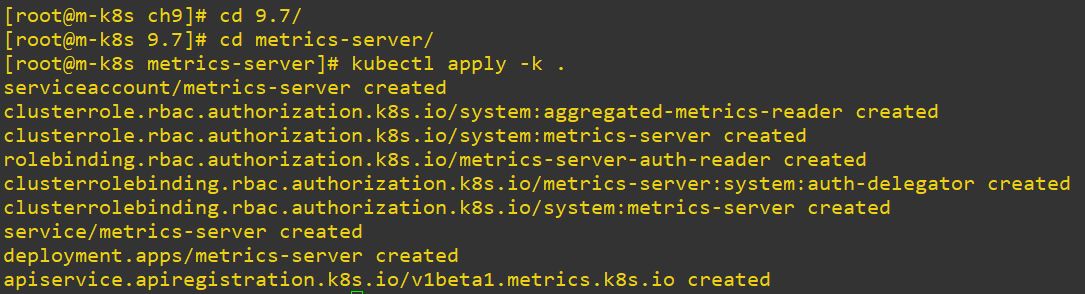 [root@m-k8s ch9]# cd 9.7/
[root@m-k8s 9.7]# cd metrics-server/
[root@m-k8s metrics-server]# kubectl apply -k .
serviceaccount/metrics-server created
clusterrole.rbac.authorization.k8s.io/system:aggregated-metrics-reader created
clusterrole.rbac.authorization.k8s.io/system:metrics-server created
rolebinding.rbac.authorization.k8s.io/metrics-server-auth-reader created
clusterrolebinding.rbac.authorization.k8s.io/metrics-server:system:auth-delegator created
clusterrolebinding.rbac.authorization.k8s.io/system:metrics-server created
service/metrics-server created
deployment.apps/metrics-server created
apiservice.apiregistration.k8s.io/v1beta1.metrics.k8s.io created